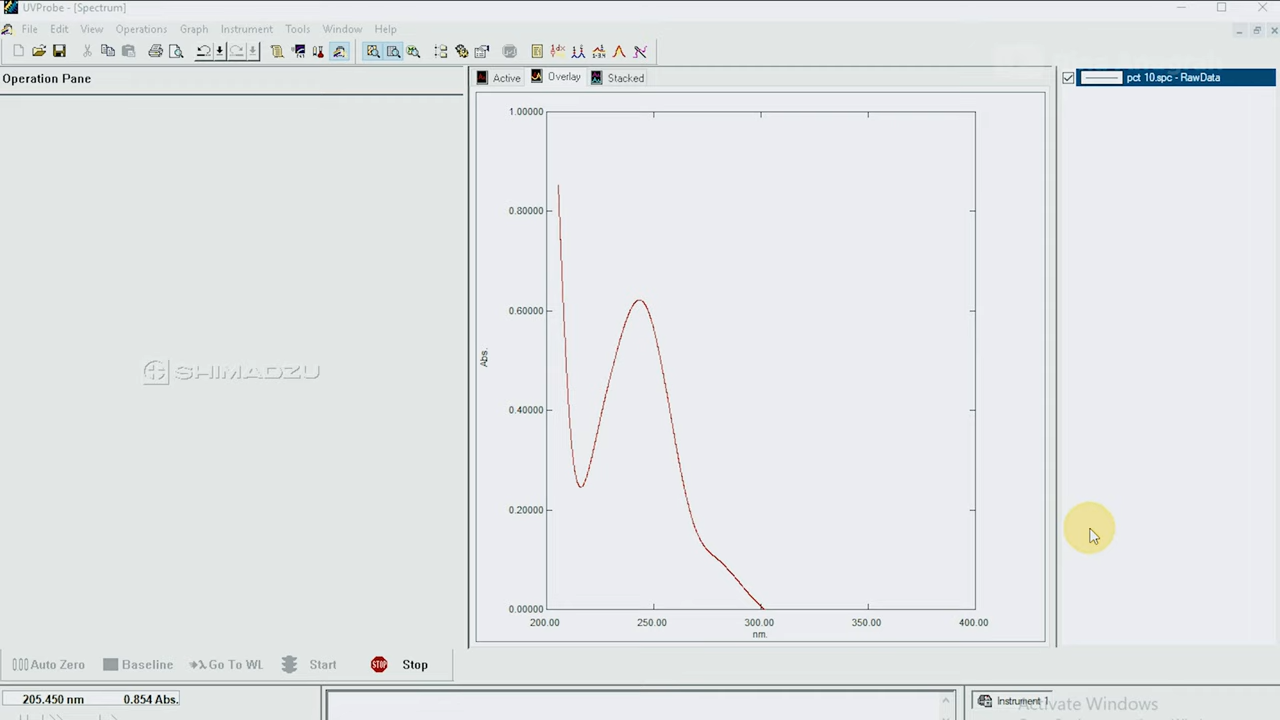 UVProbe - [Spectrum]
File Edit View Operations Graph Instrument Tools Window Help
Operation Pane
Active Overlay Stacked
pct 10.spc - RawData
1.00000
0.80000
0.60000
Abs.
0.40000
0.20000
0.00000
200.00 250.00 300.00 350.00 400.00
nm.
SHIMADZU
Auto Zero Baseline Go To WL Start STOP Stop
205.450 nm 0.854 Abs.
Instrument 1
Activate Windows